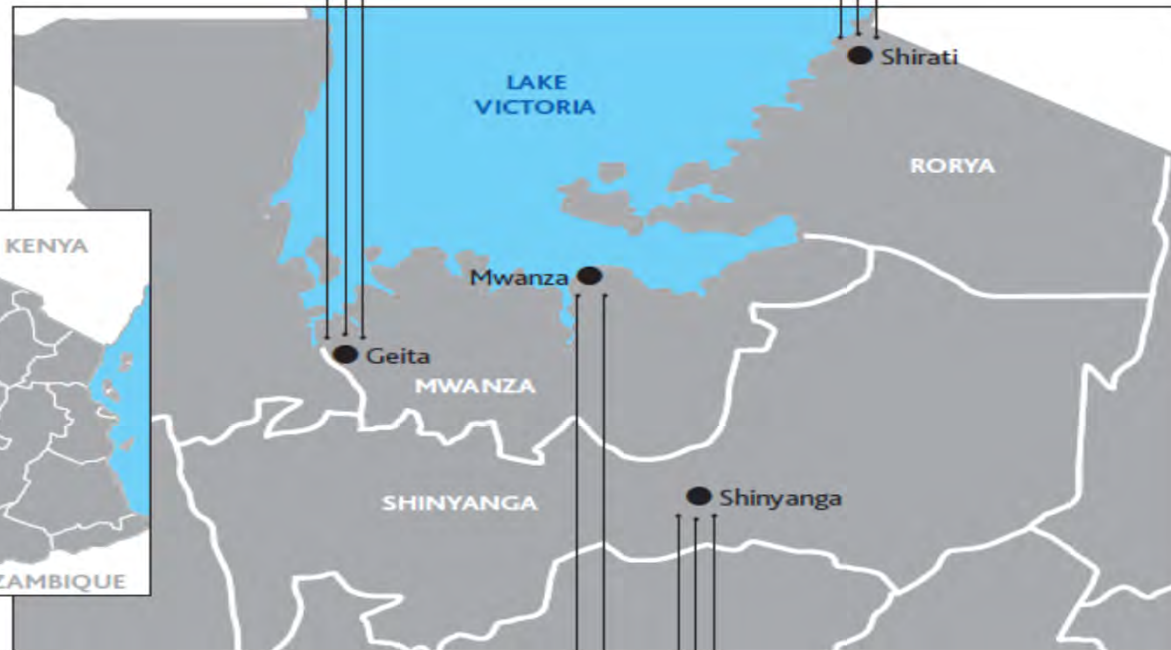 LAKE
VICTORIA
Shirati
RORYA
KENYA
Mwanza
Geita
MWANZA
SHINYANGA
Shinyanga
ZAMBIQUE